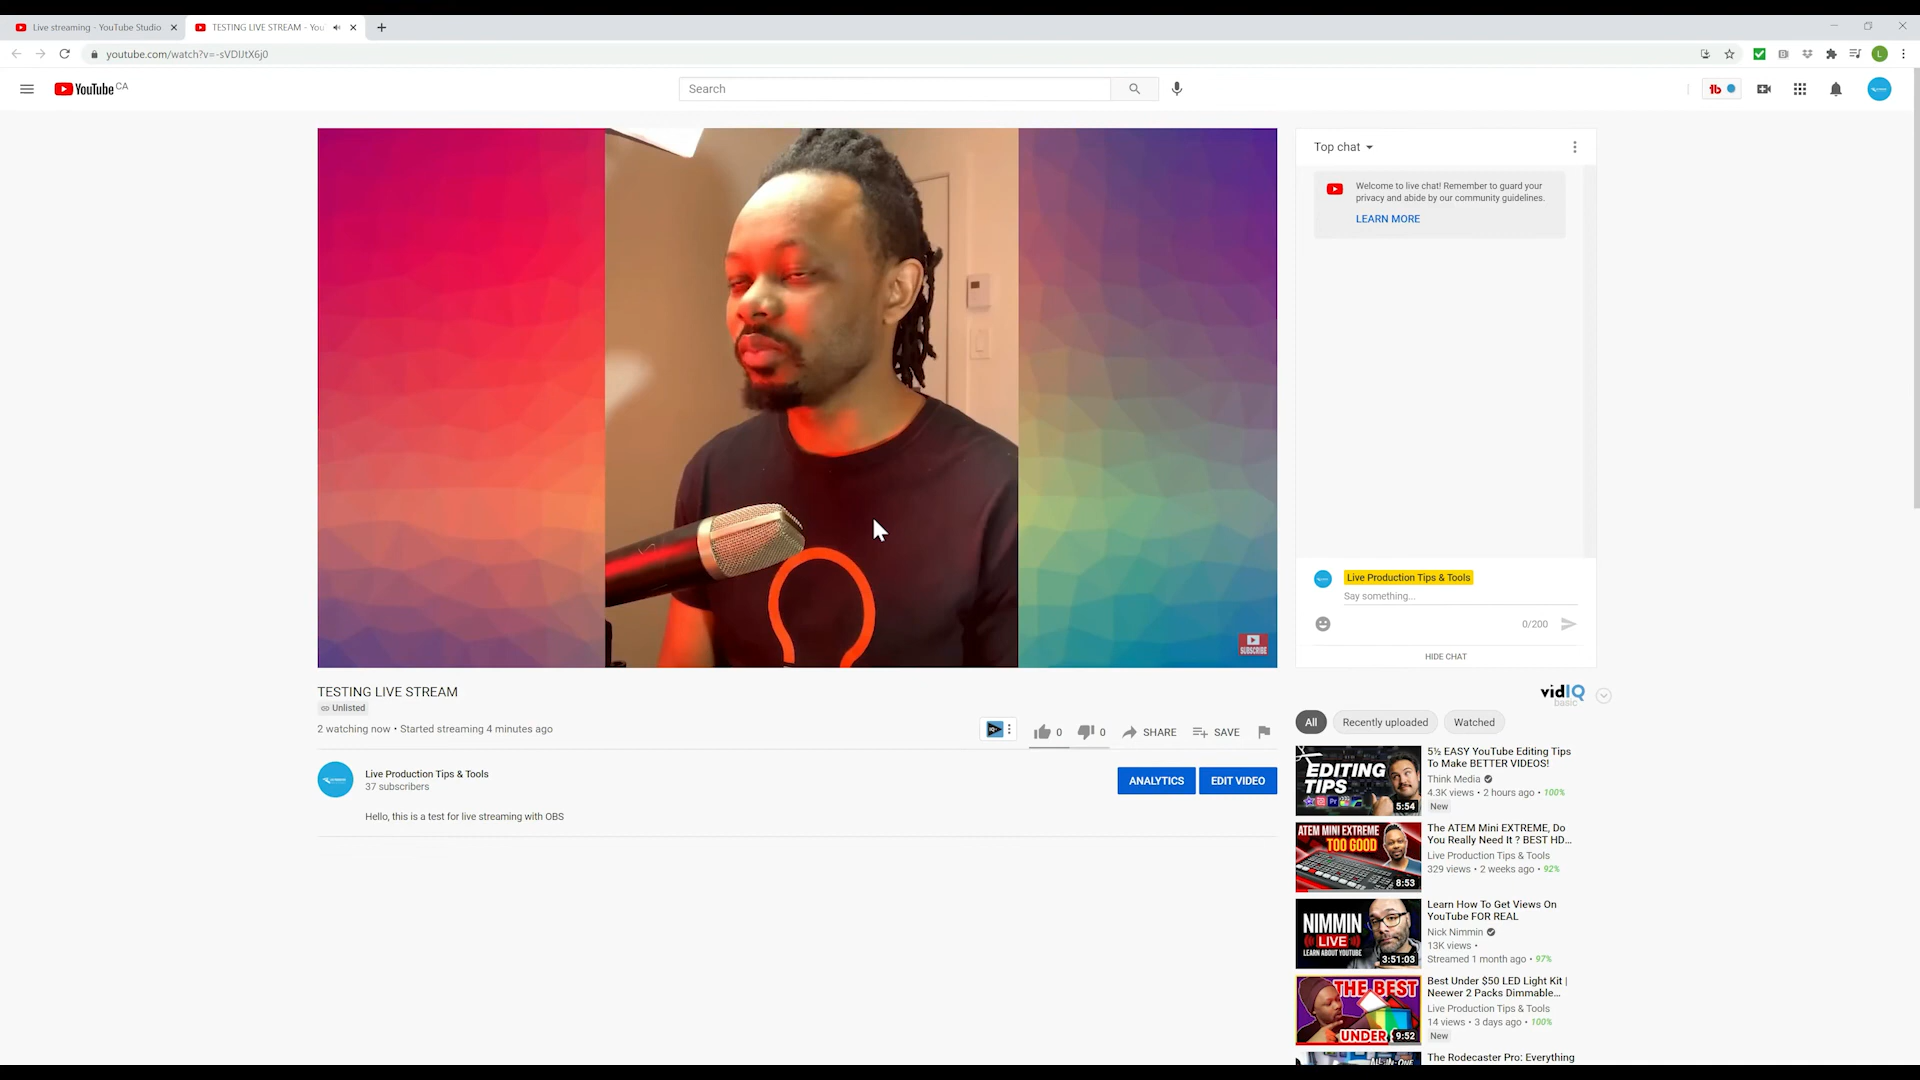 Live streaming - YouTube Studio
TESTING LIVE STREAM - You
youtube.com/watch?v=-sVDIJtX6j0
YouTube CA
Search
tb
L
Top chat
Welcome to live chat! Remember to guard your
privacy and abide by our community guidelines.
LEARN MORE
SUBSCRIBE
Live Production Tips & Tools
Say something...
0/200
HIDE CHAT
TESTING LIVE STREAM
Unlisted
2 watching now • Started streaming 4 minutes ago
0
0
SHARE
SAVE
Live Production Tips & Tools
37 subscribers
ANALYTICS
EDIT VIDEO
Hello, this is a test for live streaming with OBS
vidIQ
basic
All
Recently uploaded
Watched
EDITING
TIPS
5:54
5½ EASY YouTube Editing Tips
To Make BETTER VIDEOS!
Think Media
4.3K views • 2 hours ago • 100%
New
ATEM MINI EXTREME
TOO GOOD
8:53
The ATEM Mini EXTREME, Do
You Really Need It ? BEST HD...
Live Production Tips & Tools
329 views • 2 weeks ago • 92%
NIMMIN
LIVE
LEARN ABOUT YOUTUBE
3:51:03
Learn How To Get Views On
YouTube FOR REAL
Nick Nimmin
13K views •
Streamed 1 month ago • 97%
THE BEST
UNDER
9:52
Best Under $50 LED Light Kit |
Neewer 2 Packs Dimmable...
Live Production Tips & Tools
14 views • 3 days ago • 100%
New
ALL-IN-ONE
The Rodecaster Pro: Everything